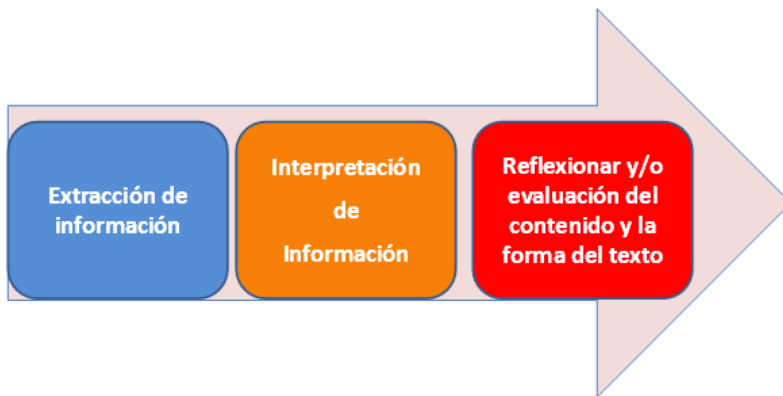 Extracción de
información
Interpretación
de
Información
Reflexionar y/o
evaluación del
contenido y la
forma del texto